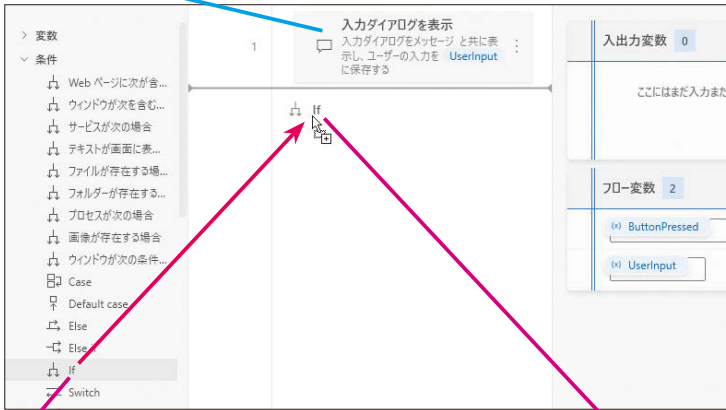 変数
条件
Web ページに次が含...
ウィンドウが次を含む...
サービスが次の場合
テキストが画面に表...
ファイルが存在する場...
フォルダーが存在する...
プロセスが次の場合
画像が存在する場合
ウィンドウが次の条件...
Case
Default case
Else
Else if
If
Switch
1
入力ダイアログを表示
入力ダイアログをメッセージ と共に表
示し、ユーザーの入力を UserInput
に保存する
If
入出力変数 0
ここにはまだ入力また
フロー変数 2
(x) ButtonPressed
(x) UserInput